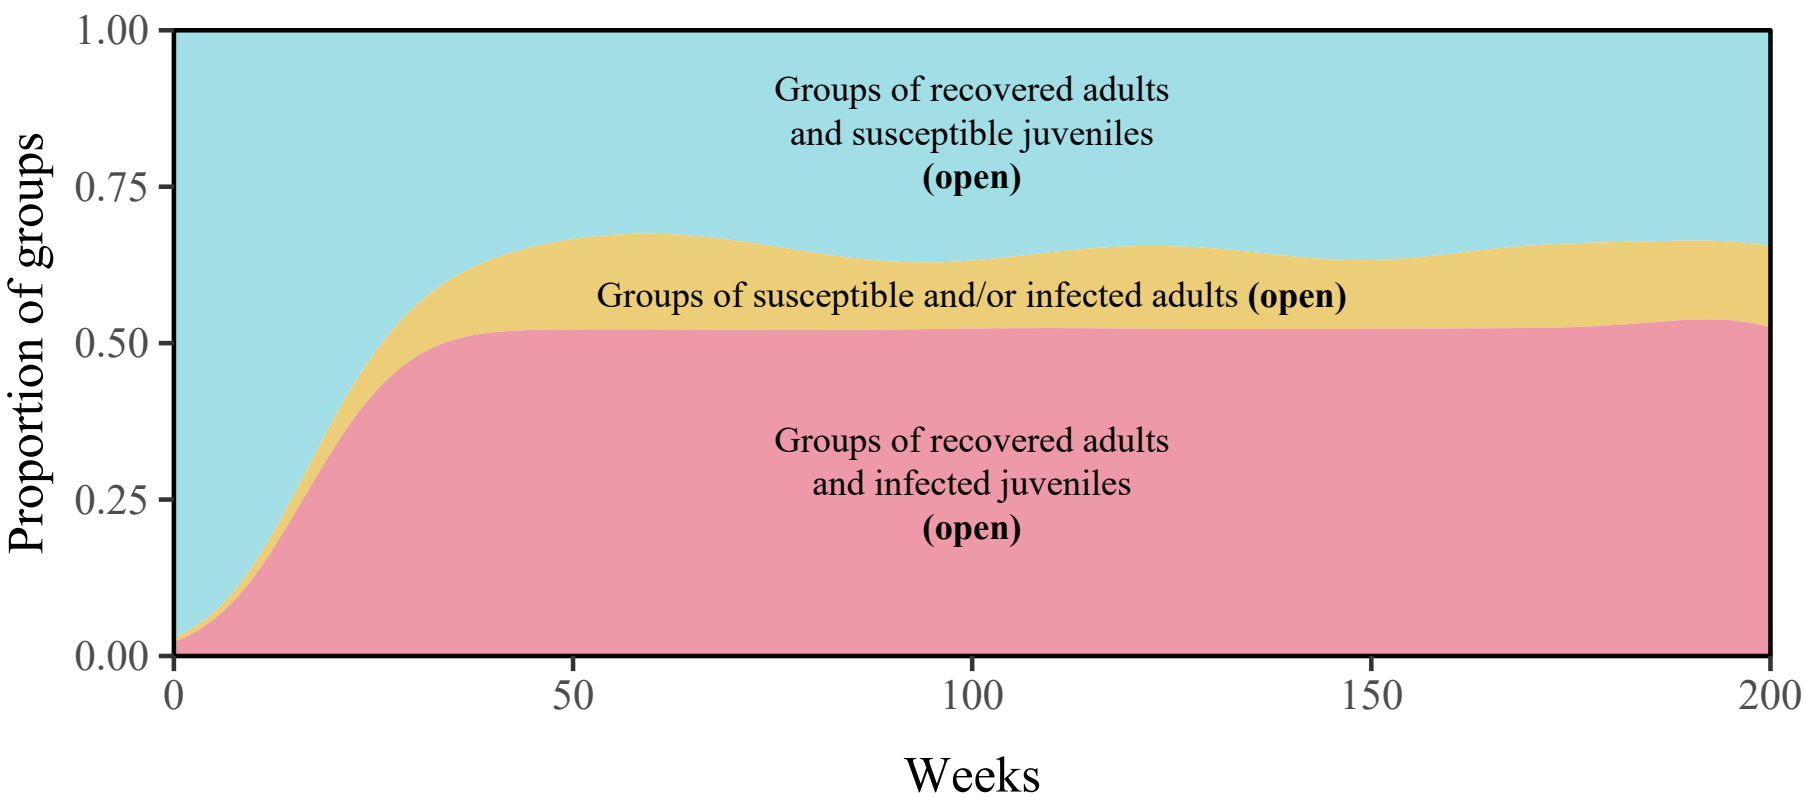 Proportion of groups
1.00
0.75
0.50
0.25
0.00
Groups of recovered adults
and susceptible juveniles
(open)
Groups of susceptible and/or infected adults (open)
Groups of recovered adults
and infected juveniles
(open)
0 50 100 150 200
Weeks